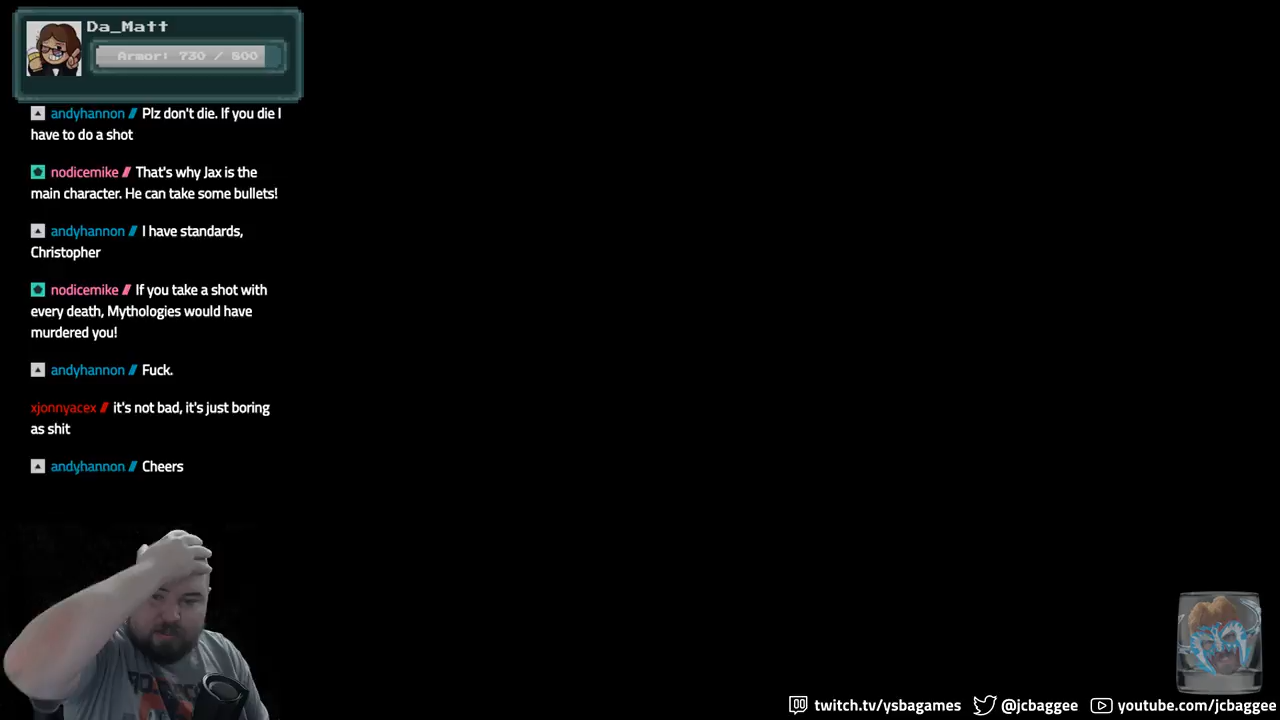 Da_Matt
Armor: 730 / 800
andyhannon // Plz don't die. If you die I
have to do a shot
nodicemike // That's why Jax is the
main character. He can take some bullets!
andyhannon // I have standards,
Christopher
nodicemike // If you take a shot with
every death, Mythologies would have
murdered you!
andyhannon // Fuck.
xjonnyacex // it's not bad, it's just boring
as shit
andyhannon // Cheers
twitch.tv/ysbagames @jcbaggee youtube.com/jcbaggee